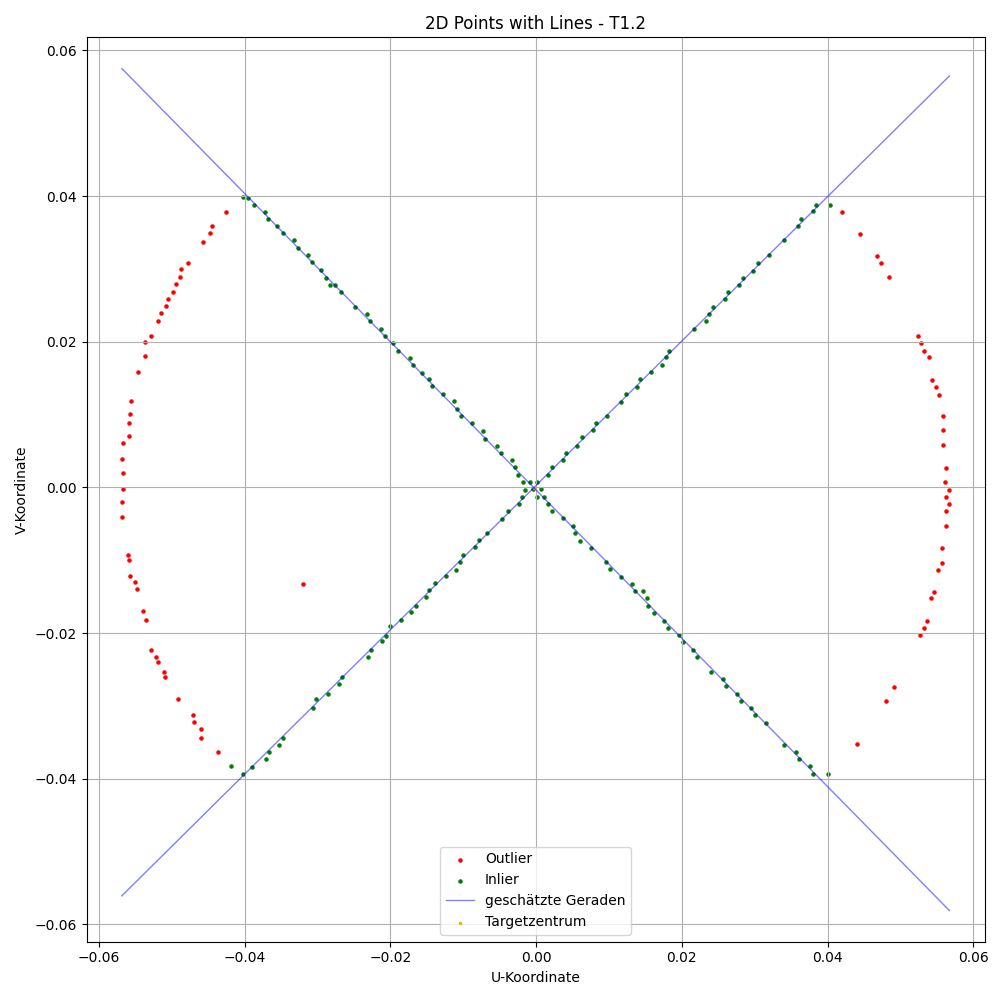 2D Points with Lines - T1.2
0.06
0.04
0.02
0.00
−0.02
−0.04
−0.06
V-Koordinate
Outlier
Inlier
geschätzte Geraden
Targetzentrum
−0.06 −0.04 −0.02 0.00 0.02 0.04 0.06
U-Koordinate